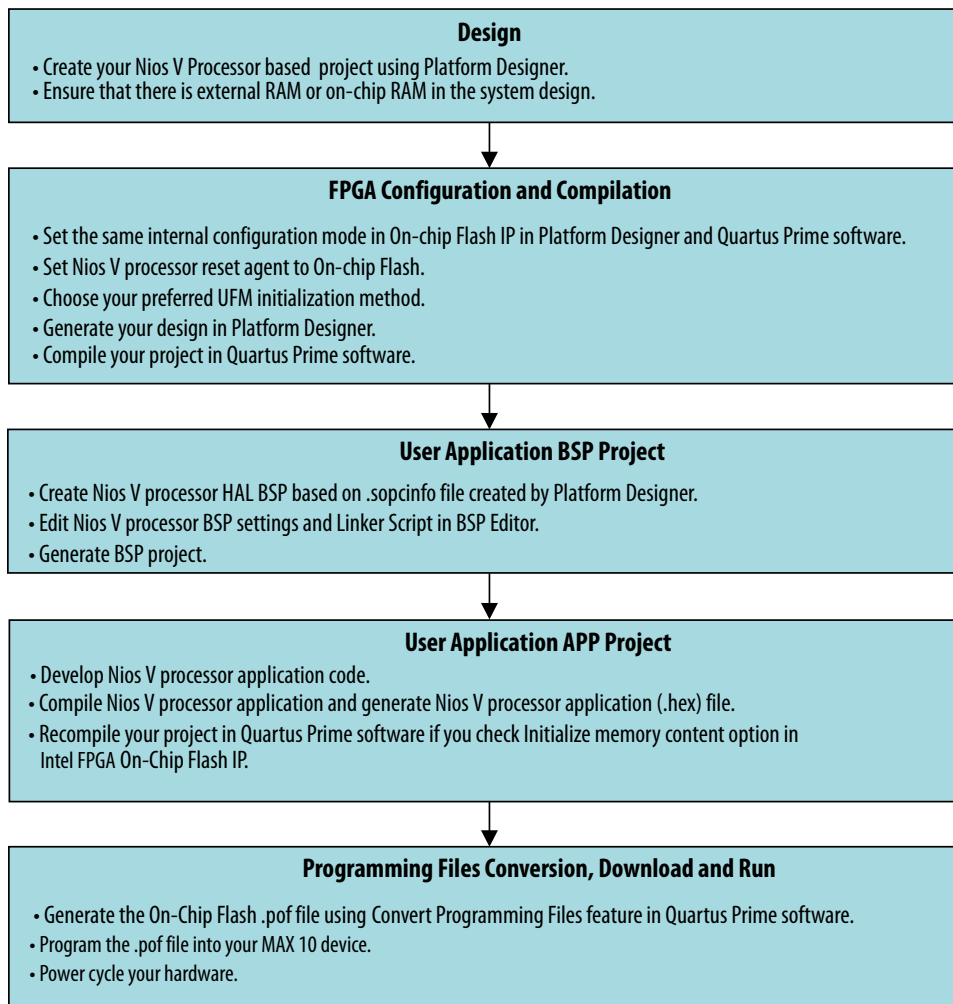 Design
• Create your Nios V Processor based project using Platform Designer.
• Ensure that there is external RAM or on-chip RAM in the system design.
FPGA Configuration and Compilation
• Set the same internal configuration mode in On-chip Flash IP in Platform Designer and Quartus Prime software.
• Set Nios V processor reset agent to On-chip Flash.
• Choose your preferred UFM initialization method.
• Generate your design in Platform Designer.
• Compile your project in Quartus Prime software.
User Application BSP Project
• Create Nios V processor HAL BSP based on .sopcinfo file created by Platform Designer.
• Edit Nios V processor BSP settings and Linker Script in BSP Editor.
• Generate BSP project.
User Application APP Project
• Develop Nios V processor application code.
• Compile Nios V processor application and generate Nios V processor application (.hex) file.
• Recompile your project in Quartus Prime software if you check Initialize memory content option in
Intel FPGA On-Chip Flash IP.
Programming Files Conversion, Download and Run
• Generate the On-Chip Flash .pof file using Convert Programming Files feature in Quartus Prime software.
• Program the .pof file into your MAX 10 device.
• Power cycle your hardware.